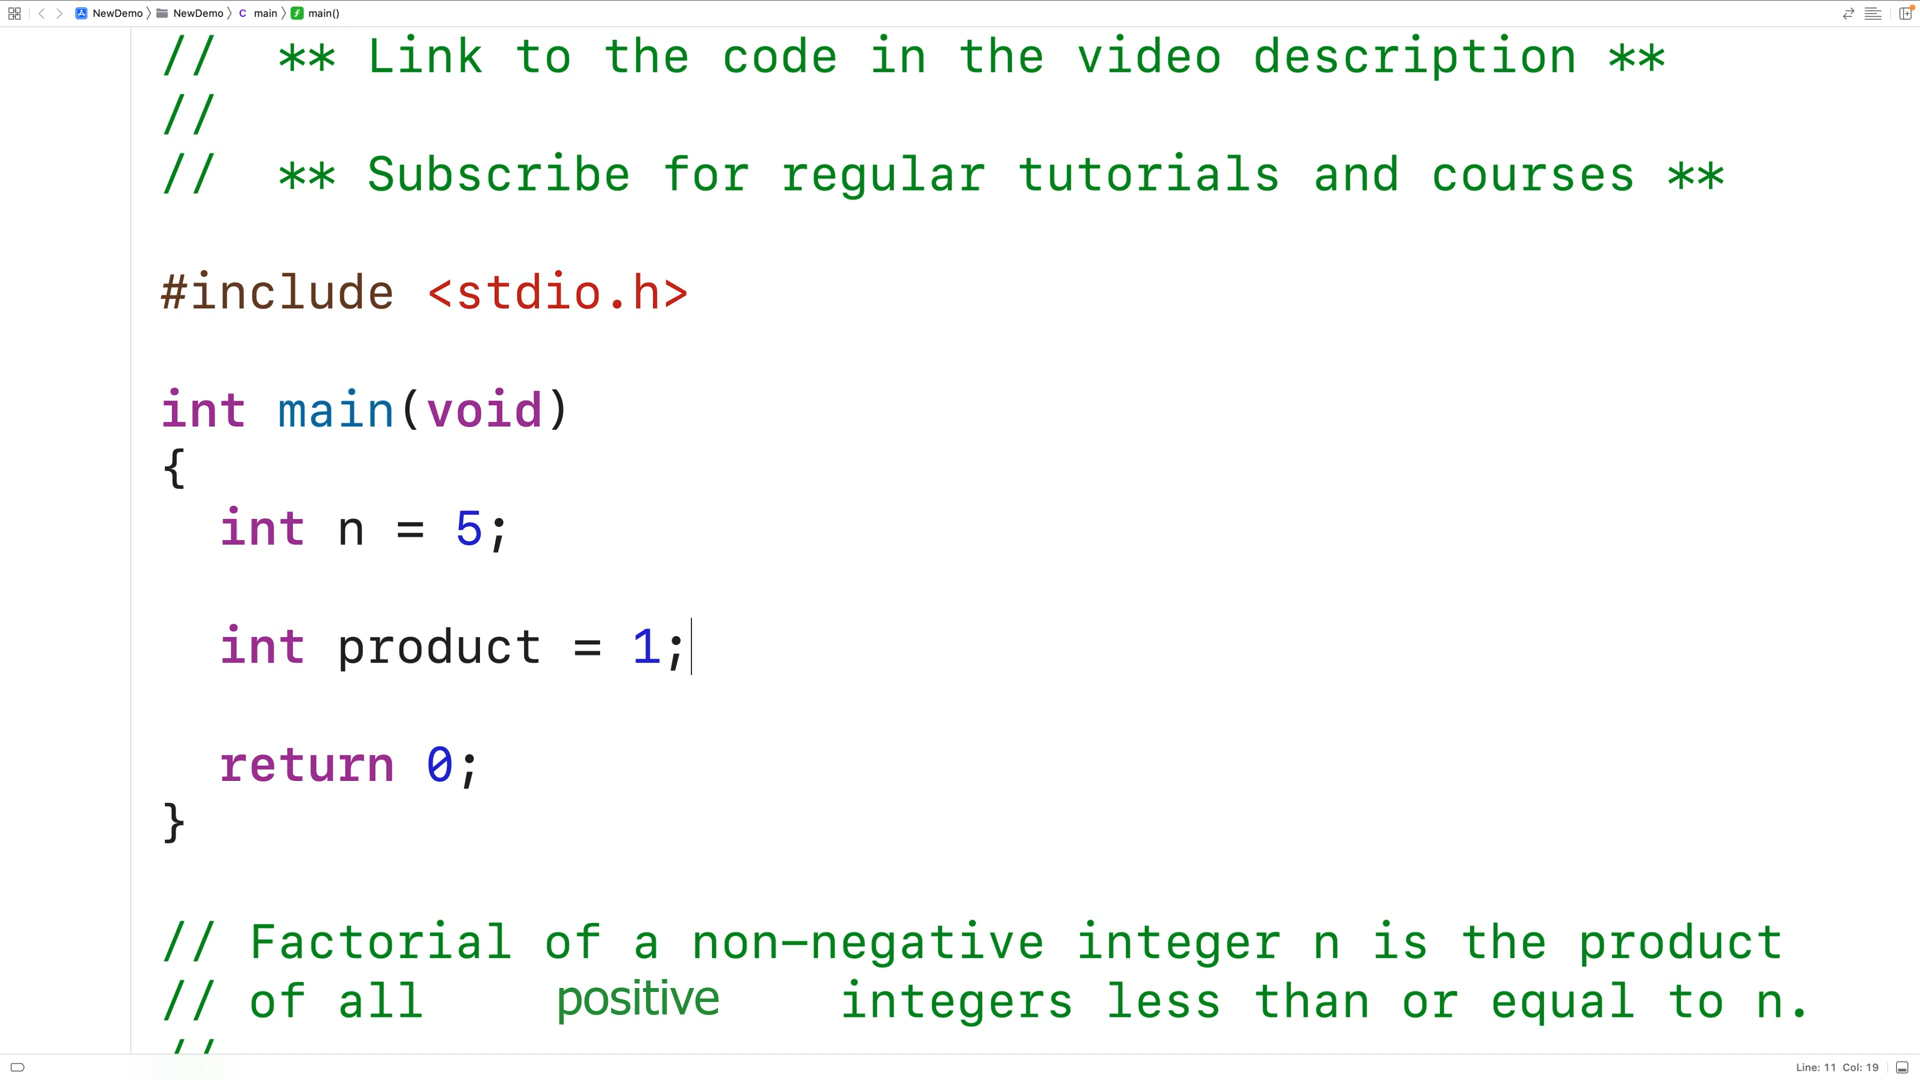 NewDemo NewDemo C main f main()
// ** Link to the code in the video description **
//
// ** Subscribe for regular tutorials and courses **
#include <stdio.h>
int main(void)
{
int n = 5;
int product = 1;
return 0;
}
// Factorial of a non-negative integer n is the product
// of all positive integers less than or equal to n.
//
Line: 11 Col: 19